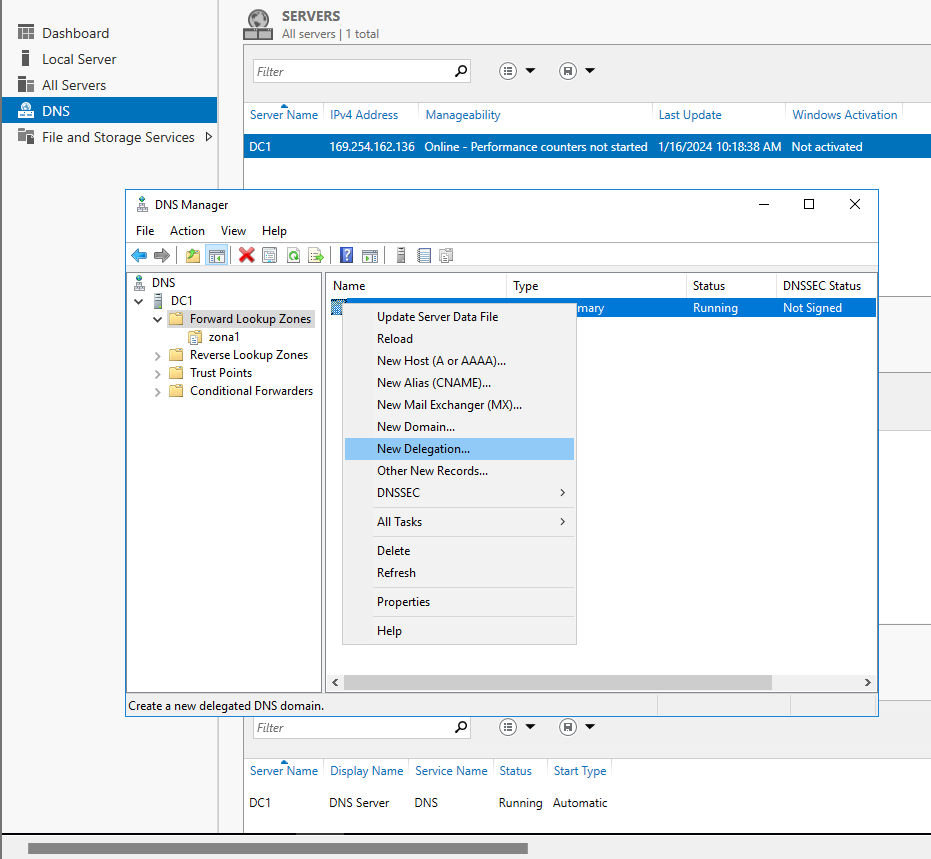 Dashboard
Local Server
All Servers
DNS
File and Storage Services
SERVERS
All servers | 1 total
Filter
Server Name IPv4 Address Manageability Last Update Windows Activation
DC1 169.254.162.136 Online - Performance counters not started 1/16/2024 10:18:38 AM Not activated
DNS Manager
File Action View Help
DNS
DC1
Forward Lookup Zones
zona1
Reverse Lookup Zones
Trust Points
Conditional Forwarders
Name Type Status DNSSEC Status
mary Running Not Signed
Update Server Data File
Reload
New Host (A or AAAA)...
New Alias (CNAME)...
New Mail Exchanger (MX)...
New Domain...
New Delegation...
Other New Records...
DNSSEC
All Tasks
Delete
Refresh
Properties
Help
Create a new delegated DNS domain.
Filter
Server Name Display Name Service Name Status Start Type
DC1 DNS Server DNS Running Automatic